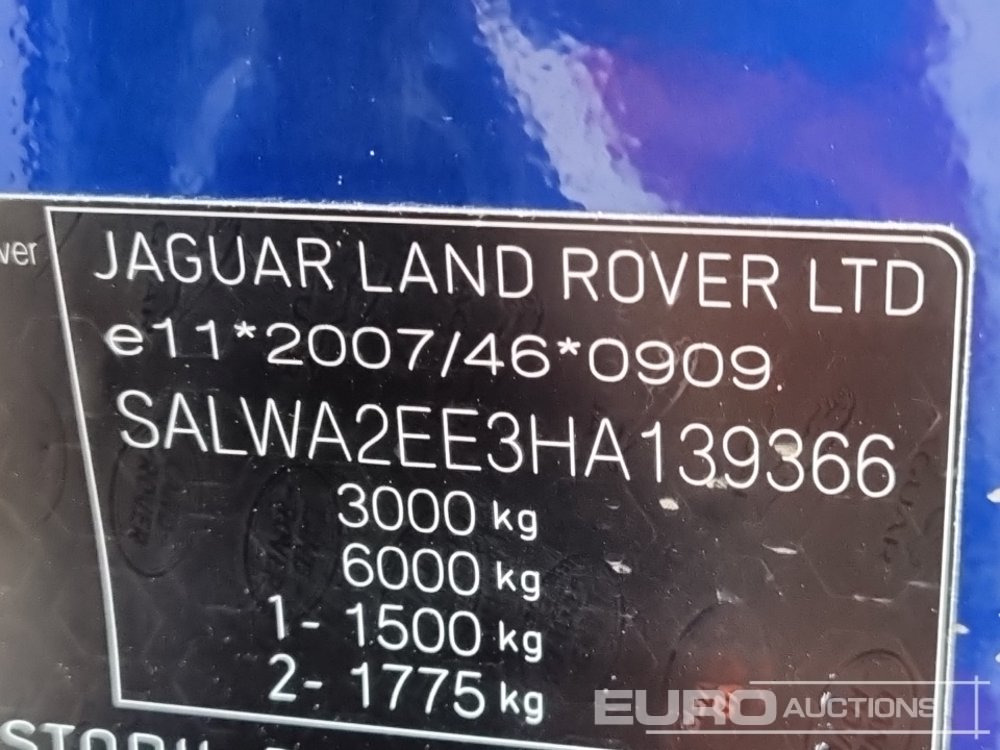 ver
JAGUAR LAND ROVER LTD
e11*2007/46*0909.
SALWA2EE3HA139366
3000 kg
6000 kg
1- 1500 kg
2- 1775 kg
EURO AUCTIONS